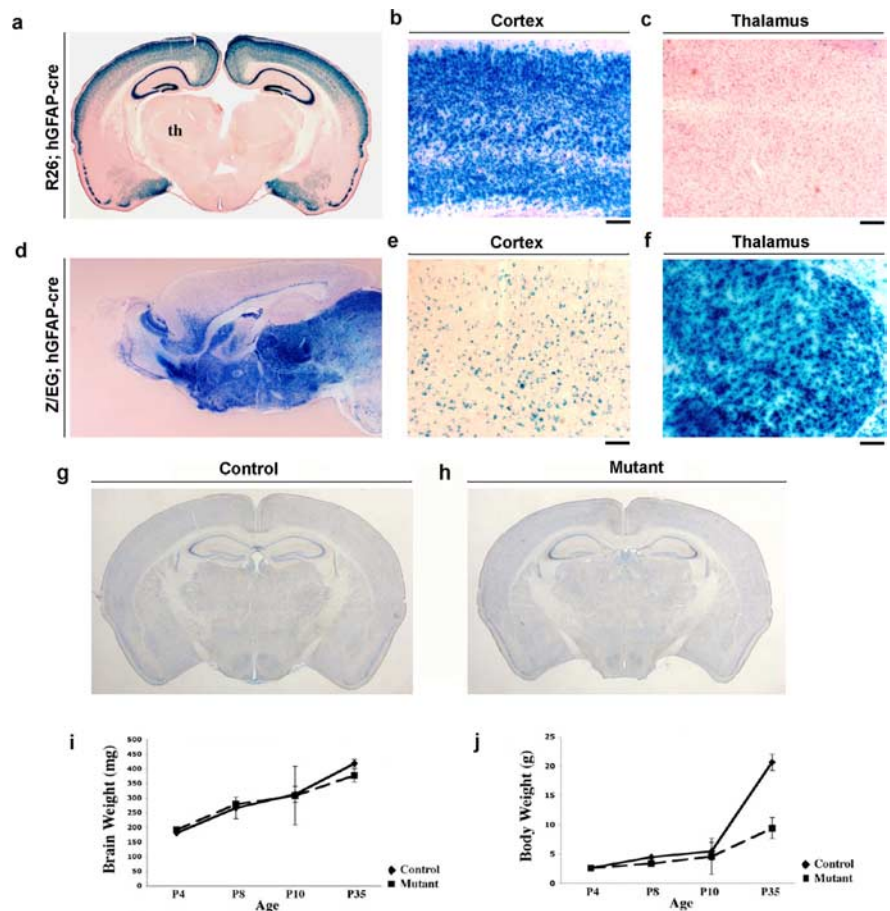 a
R26; hGFAP-cre
th
b
Cortex
c
Thalamus
d
Z/EG; hGFAP-cre
e
Cortex
f
Thalamus
g
Control
h
Mutant
i
Brain Weight (mg)
500
450
400
350
300
250
200
150
100
50
0
P4 P8 P10 P35
Age
Control
Mutant
j
Body Weight (g)
25
20
15
10
5
0
P4 P8 P10 P35
Age
Control
Mutant